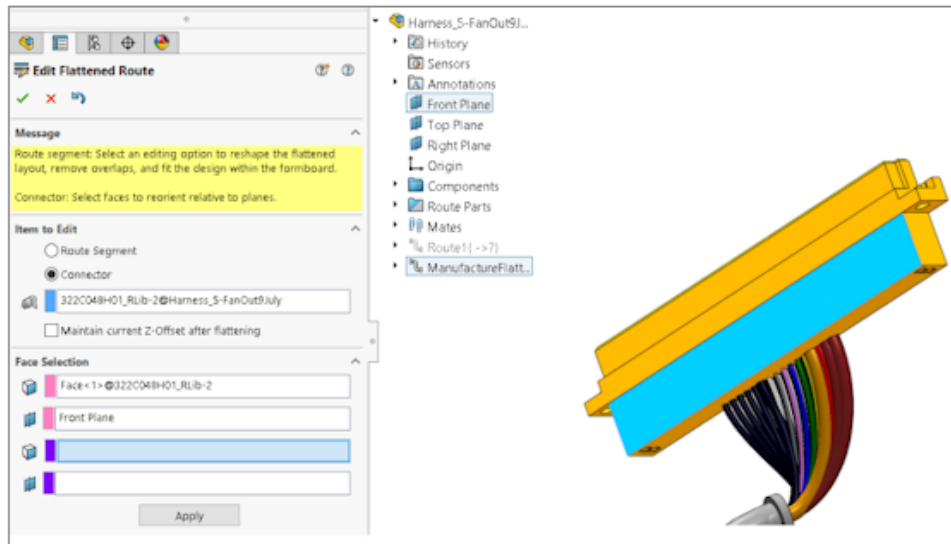 Edit Flattened Route
Message
Route segment: Select an editing option to reshape the flattened
layout, remove overlaps, and fit the design within the formboard.
Connector: Select faces to reorient relative to planes.
Item to Edit
Route Segment
Connector
322C048H01_RLib-2@Harness_5-FanOut9July
Maintain current Z-Offset after flattening
Face Selection
Face<1>@322C048H01_RLib-2
Front Plane
Apply
Harness_5-FanOut9J...
History
Sensors
Annotations
Front Plane
Top Plane
Right Plane
Origin
Components
Route Parts
Mates
Route1( ->?)
ManufactureFlatt...